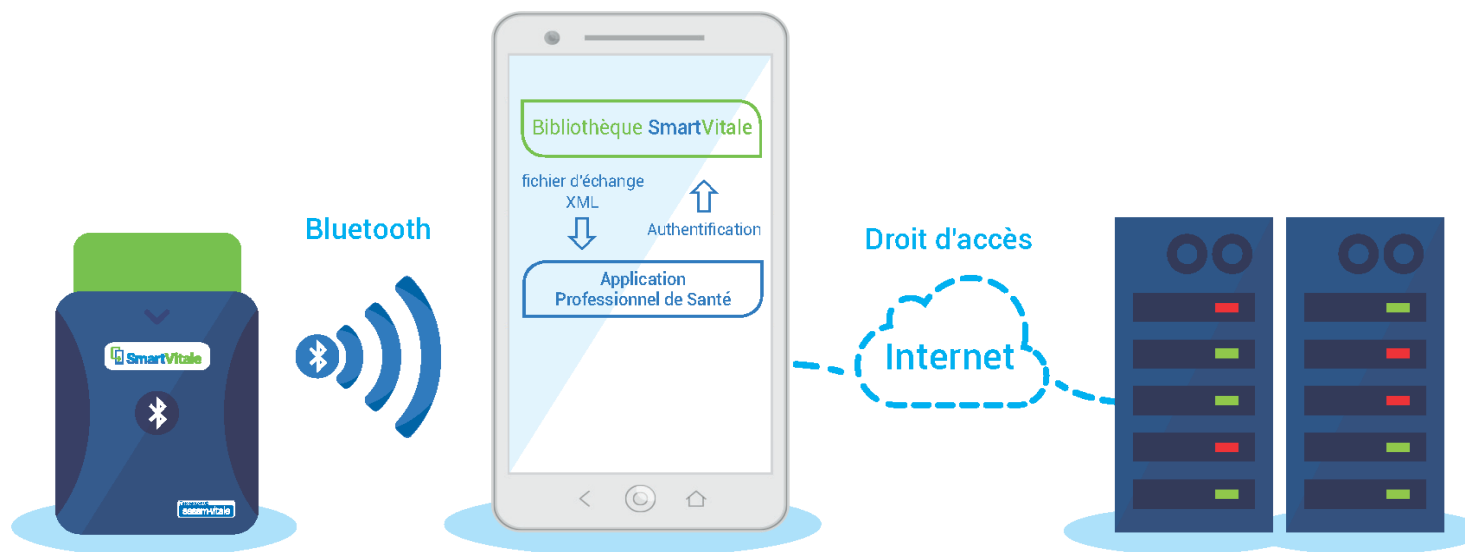 SmartVitale
sesam-vitale
Bluetooth
Bibliothèque SmartVitale
fichier d'échange
XML
Authentification
Application
Professionnel de Santé
Droit d'accès
Internet